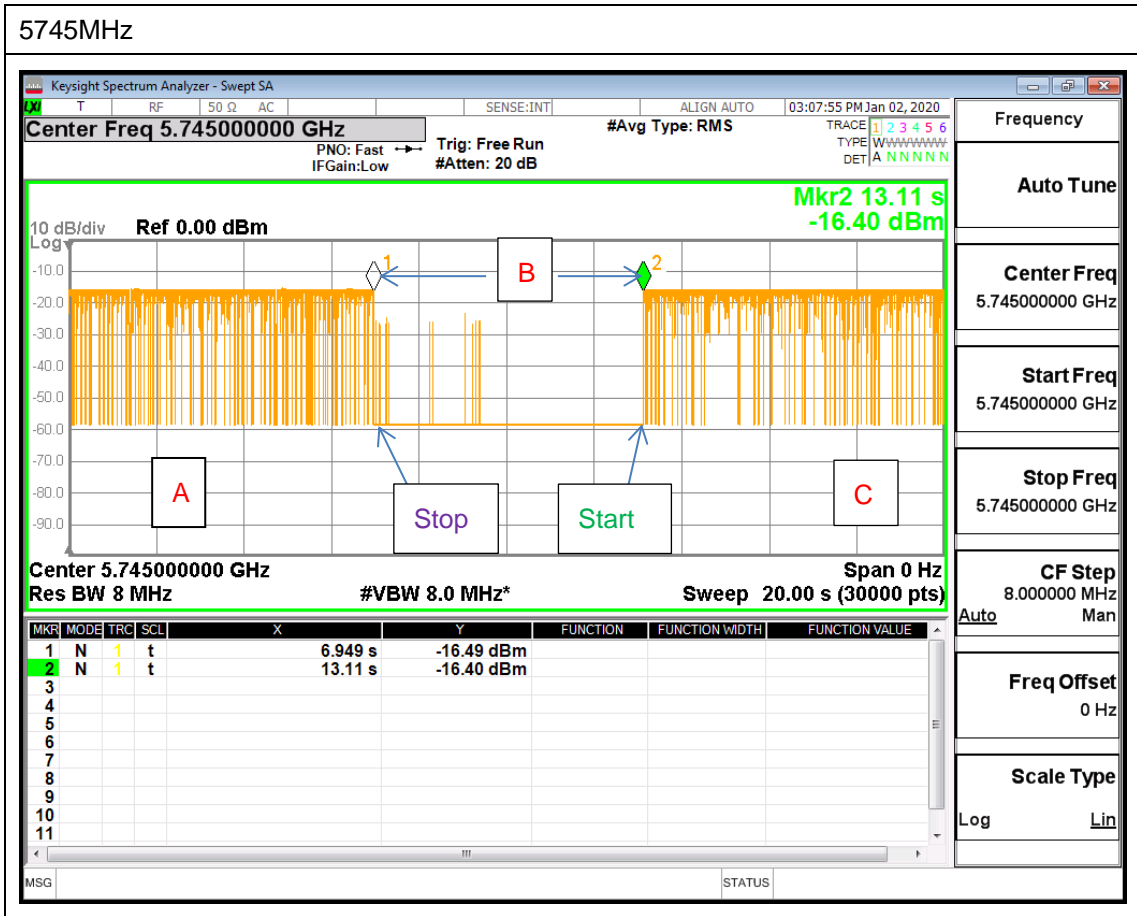 5745MHz
Keysight Spectrum Analyzer - Swept SA
LXI T RF 50 Ω AC SENSE:INT ALIGN AUTO 03:07:55 PM Jan 02, 2020
Center Freq 5.745000000 GHz
PNO: Fast
IFGain:Low
Trig: Free Run
#Atten: 20 dB
#Avg Type: RMS
TRACE 1 2 3 4 5 6
TYPE WWWWWW
DET A N N N N N
Mkr2 13.11 s
-16.40 dBm
10 dB/div Ref 0.00 dBm
Log
-10.0
-20.0
-30.0
-40.0
-50.0
-60.0
-70.0
-80.0
-90.0
1
B
2
A
Stop
Start
C
Center 5.745000000 GHz Span 0 Hz
Res BW 8 MHz #VBW 8.0 MHz* Sweep 20.00 s (30000 pts)
MKR MODE TRC SCL X Y FUNCTION FUNCTION WIDTH FUNCTION VALUE
1 N 1 t 6.949 s -16.49 dBm
2 N 1 t 13.11 s -16.40 dBm
3
4
5
6
7
8
9
10
11
MSG STATUS
Frequency
Auto Tune
Center Freq
5.745000000 GHz
Start Freq
5.745000000 GHz
Stop Freq
5.745000000 GHz
CF Step
8.000000 MHz
Auto Man
Freq Offset
0 Hz
Scale Type
Log Lin